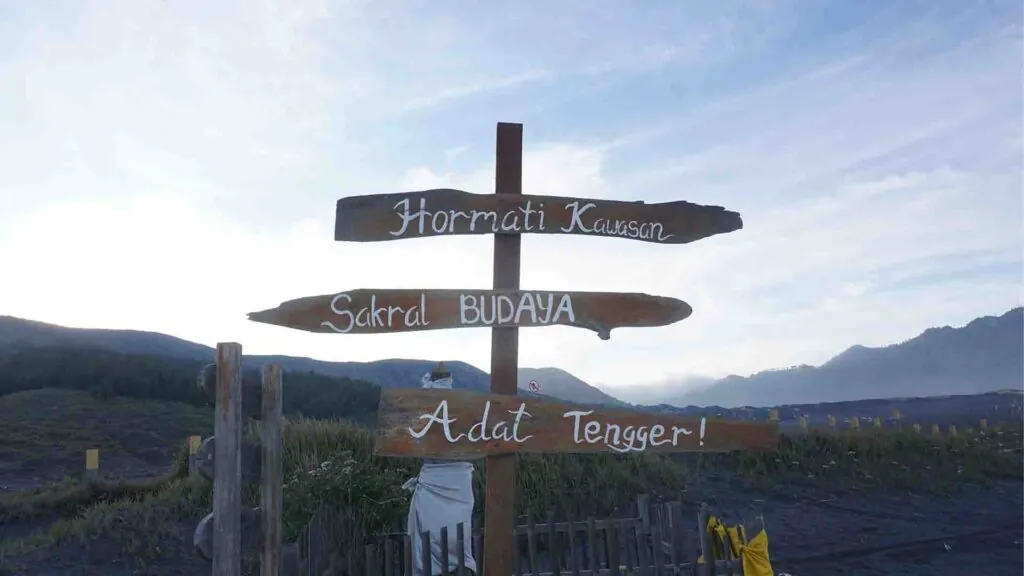 Hormati Kawasan
Sakral BUDAYA
Adat Tengger!